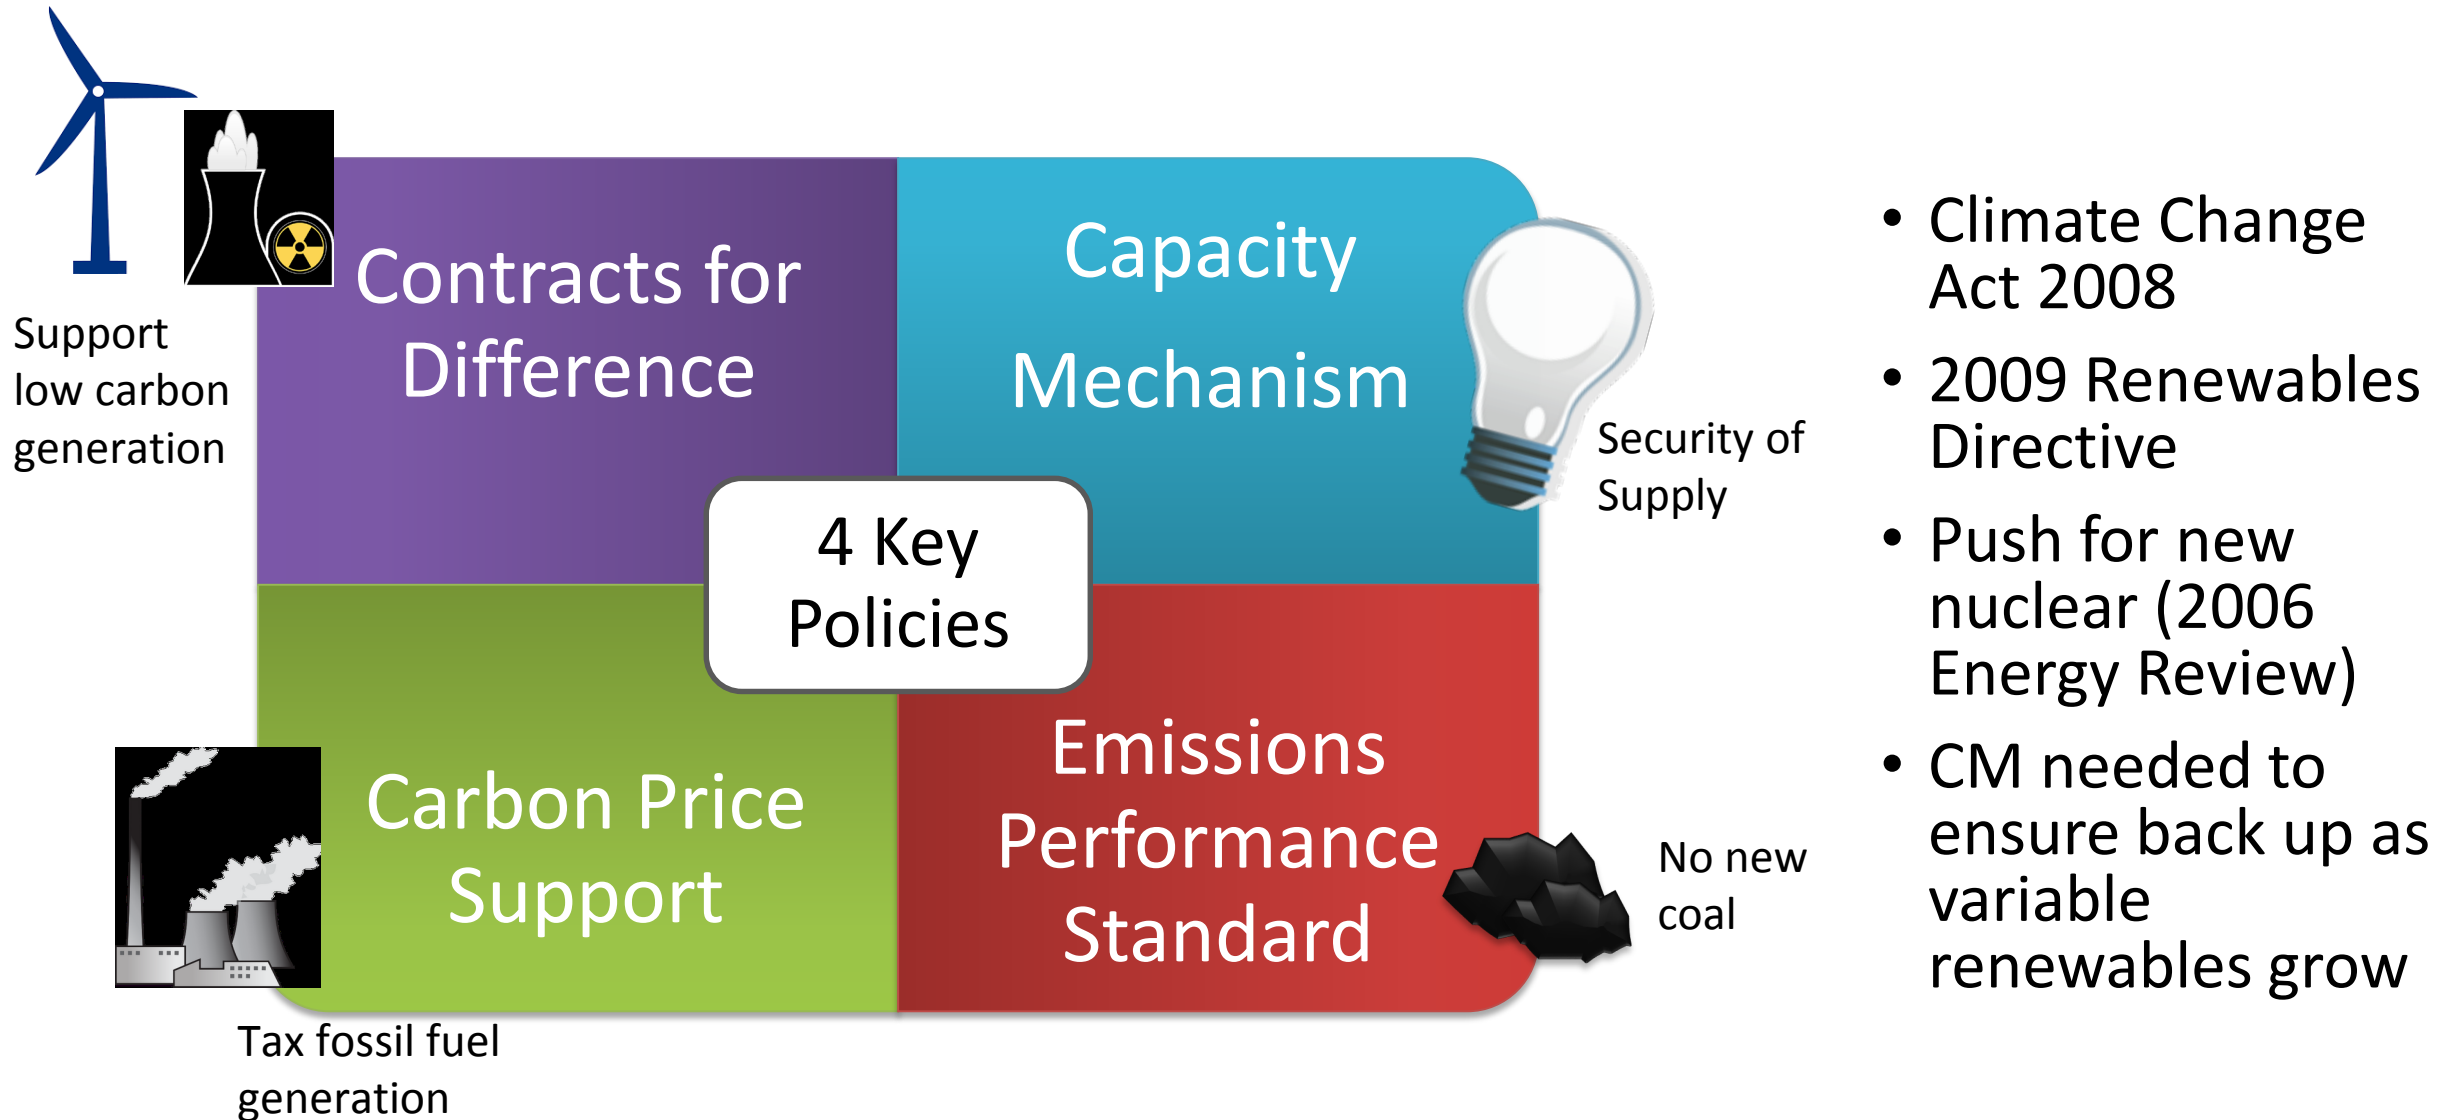 Contracts for
Difference
Capacity
Mechanism
Support
low carbon
generation
Security of
Supply
4 Key
Policies
Carbon Price
Support
Emissions
Performance
Standard
No new
coal
Tax fossil fuel
generation
• Climate Change
Act 2008
• 2009 Renewables
Directive
• Push for new
nuclear (2006
Energy Review)
• CM needed to
ensure back up as
variable
renewables grow